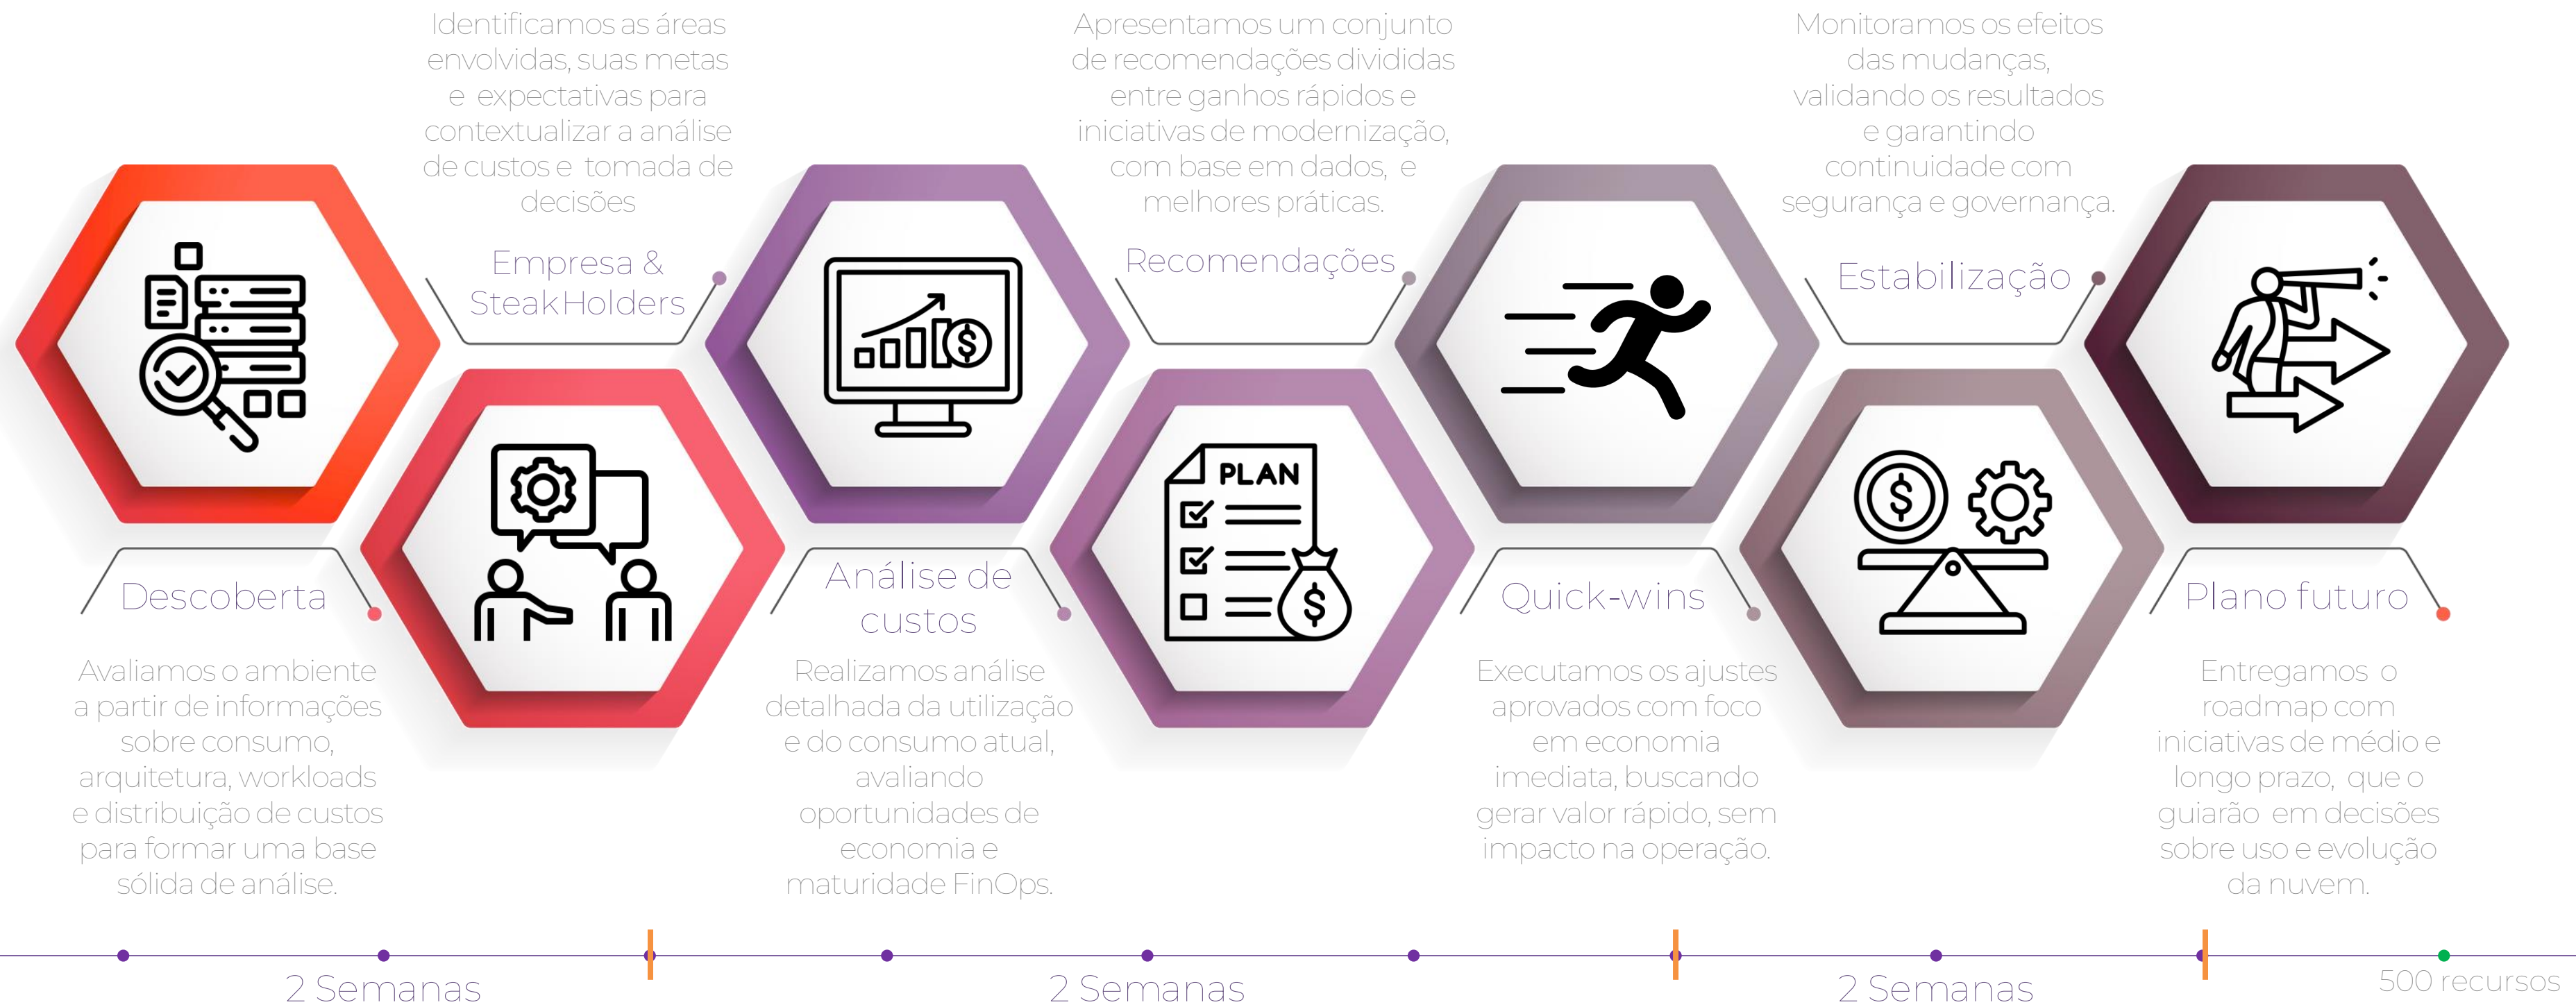 Descoberta
Avaliamos o ambiente
a partir de informações
sobre consumo,
arquitetura, workloads
e distribuição de custos
para formar uma base
sólida de análise.
Identificamos as áreas
envolvidas, suas metas
e expectativas para
contextualizar a análise
de custos e tomada de
decisões
Empresa &
SteakHolders
Análise de
custos
Realizamos análise
detalhada da utilização
e do consumo atual,
avaliando
oportunidades de
economia e
maturidade FinOps.
Apresentamos um conjunto
de recomendações divididas
entre ganhos rápidos e
iniciativas de modernização,
com base em dados, e
melhores práticas.
Recomendações
PLAN
$
Quick-wins
Executamos os ajustes
aprovados com foco
em economia
imediata, buscando
gerar valor rápido, sem
impacto na operação.
Monitoramos os efeitos
das mudanças,
validando os resultados
e garantindo
continuidade com
segurança e governança.
Estabilização
$
Plano futuro
Entregamos o
roadmap com
iniciativas de médio e
longo prazo, que o
guiarão em decisões
sobre uso e evolução
da nuvem.
2 Semanas
2 Semanas
2 Semanas
500 recursos